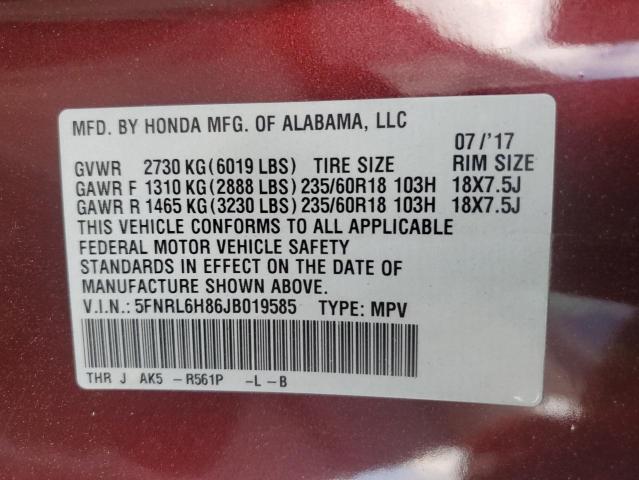 MFD. BY HONDA MFG. OF ALABAMA, LLC
07/'17
GVWR 2730 KG(6019 LBS) TIRE SIZE RIM SIZE
GAWR F 1310 KG(2888 LBS) 235/60R18 103H 18X7.5J
GAWR R 1465 KG(3230 LBS) 235/60R18 103H 18X7.5J
THIS VEHICLE CONFORMS TO ALL APPLICABLE
FEDERAL MOTOR VEHICLE SAFETY
STANDARDS IN EFFECT ON THE DATE OF
MANUFACTURE SHOWN ABOVE.
V.I.N.: 5FNRL6H86JB019585 TYPE: MPV
THR J AK5 -R561P -L-B